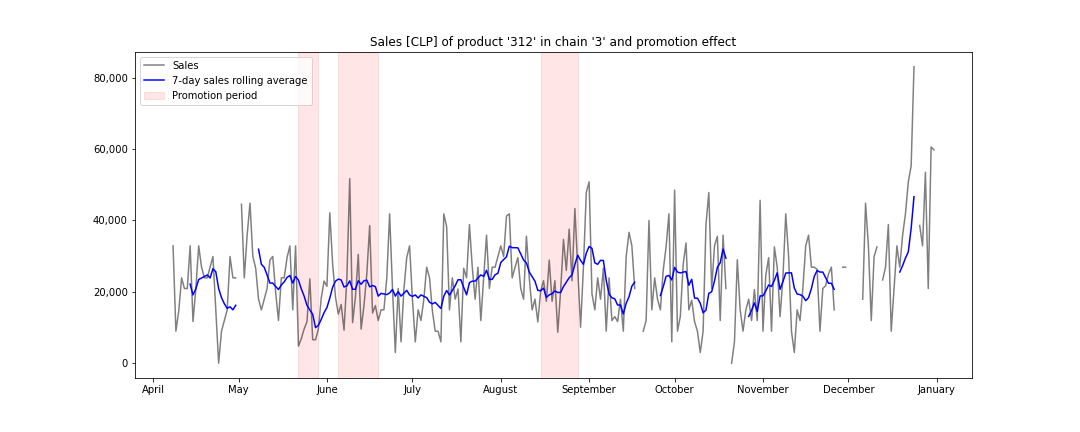 Sales [CLP] of product '312' in chain '3' and promotion effect
Sales
7-day sales rolling average
Promotion period
80,000
60,000
40,000
20,000
0
April May June July August September October November December January